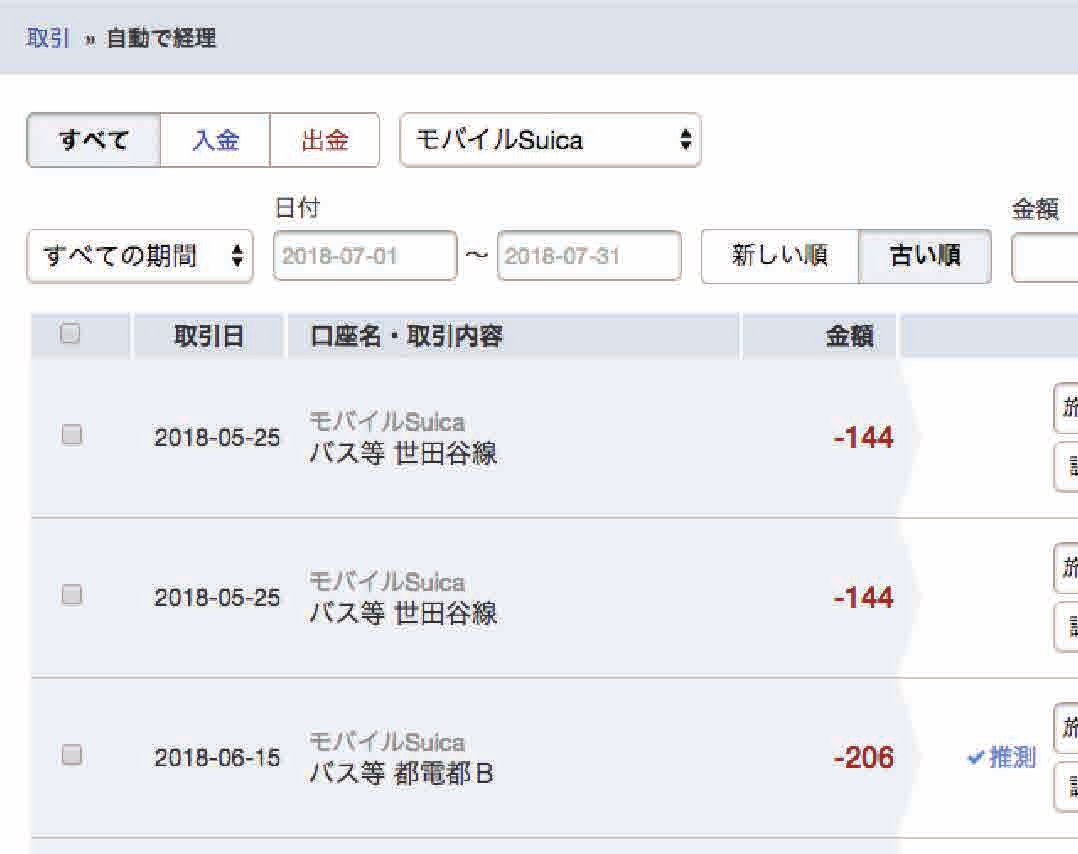 取引 » 自動で経理
すべて 入金 出金 モバイルSuica
日付 金額
すべての期間 2018-07-01 〜 2018-07-31 新しい順 古い順
取引日 口座名・取引内容 金額
モバイルSuica
2018-05-25 バス等 世田谷線 -144
モバイルSuica
2018-05-25 バス等 世田谷線 -144
モバイルSuica
2018-06-15 バス等 都電都B -206 推測